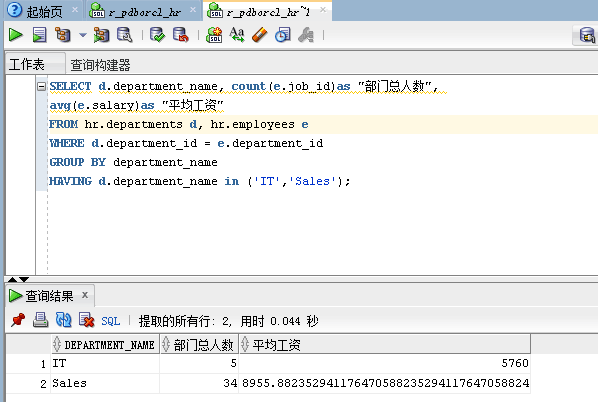 起始页 × r_pdborcl_hr × r_pdborcl_hr~1 ×
工作表 查询构建器
SELECT d.department_name, count(e.job_id)as "部门总人数",
avg(e.salary)as "平均工资"
FROM hr.departments d, hr.employees e
WHERE d.department_id = e.department_id
GROUP BY department_name
HAVING d.department_name in ('IT','Sales');
查询结果 ×
SQL | 提取的所有行: 2, 用时 0.044 秒
DEPARTMENT_NAME 部门总人数 平均工资
1 IT 5 5760
2 Sales 34 8955.88235294117647058823529411764705882​4